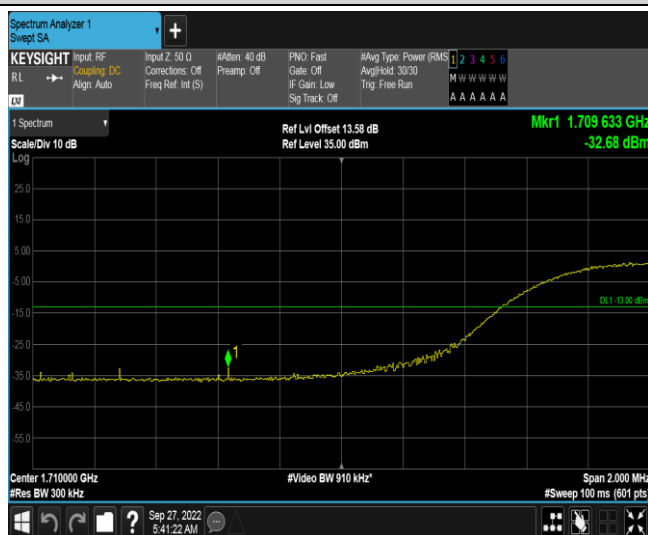 Spectrum Analyzer 1
Swept SA
+
KEYSIGHT
RL
Input: RF
Coupling: DC
Align: Auto
Input Z: 50 Ω
Corrections: Off
Freq Ref: Int (S)
#Atten: 40 dB
Preamp: Off
PNO: Fast
Gate: Off
IF Gain: Low
Sig Track: Off
#Avg Type: Power (RMS
Avg|Hold: 30/30
Trig: Free Run
1 2 3 4 5 6
M W W W W W
A A A A A A
LXI
1 Spectrum
Scale/Div 10 dB
Ref Lvl Offset 13.58 dB
Ref Level 35.00 dBm
Mkr1 1.709 633 GHz
-32.68 dBm
Log
25.0
15.0
5.00
-5.00
DL1 -13.00 dBm
-15.0
-25.0
1
-35.0
-45.0
-55.0
Center 1.710000 GHz
#Video BW 910 kHz*
Span 2.000 MHz
#Res BW 300 kHz
#Sweep 100 ms (601 pts)
?
Sep 27, 2022
5:41:22 AM